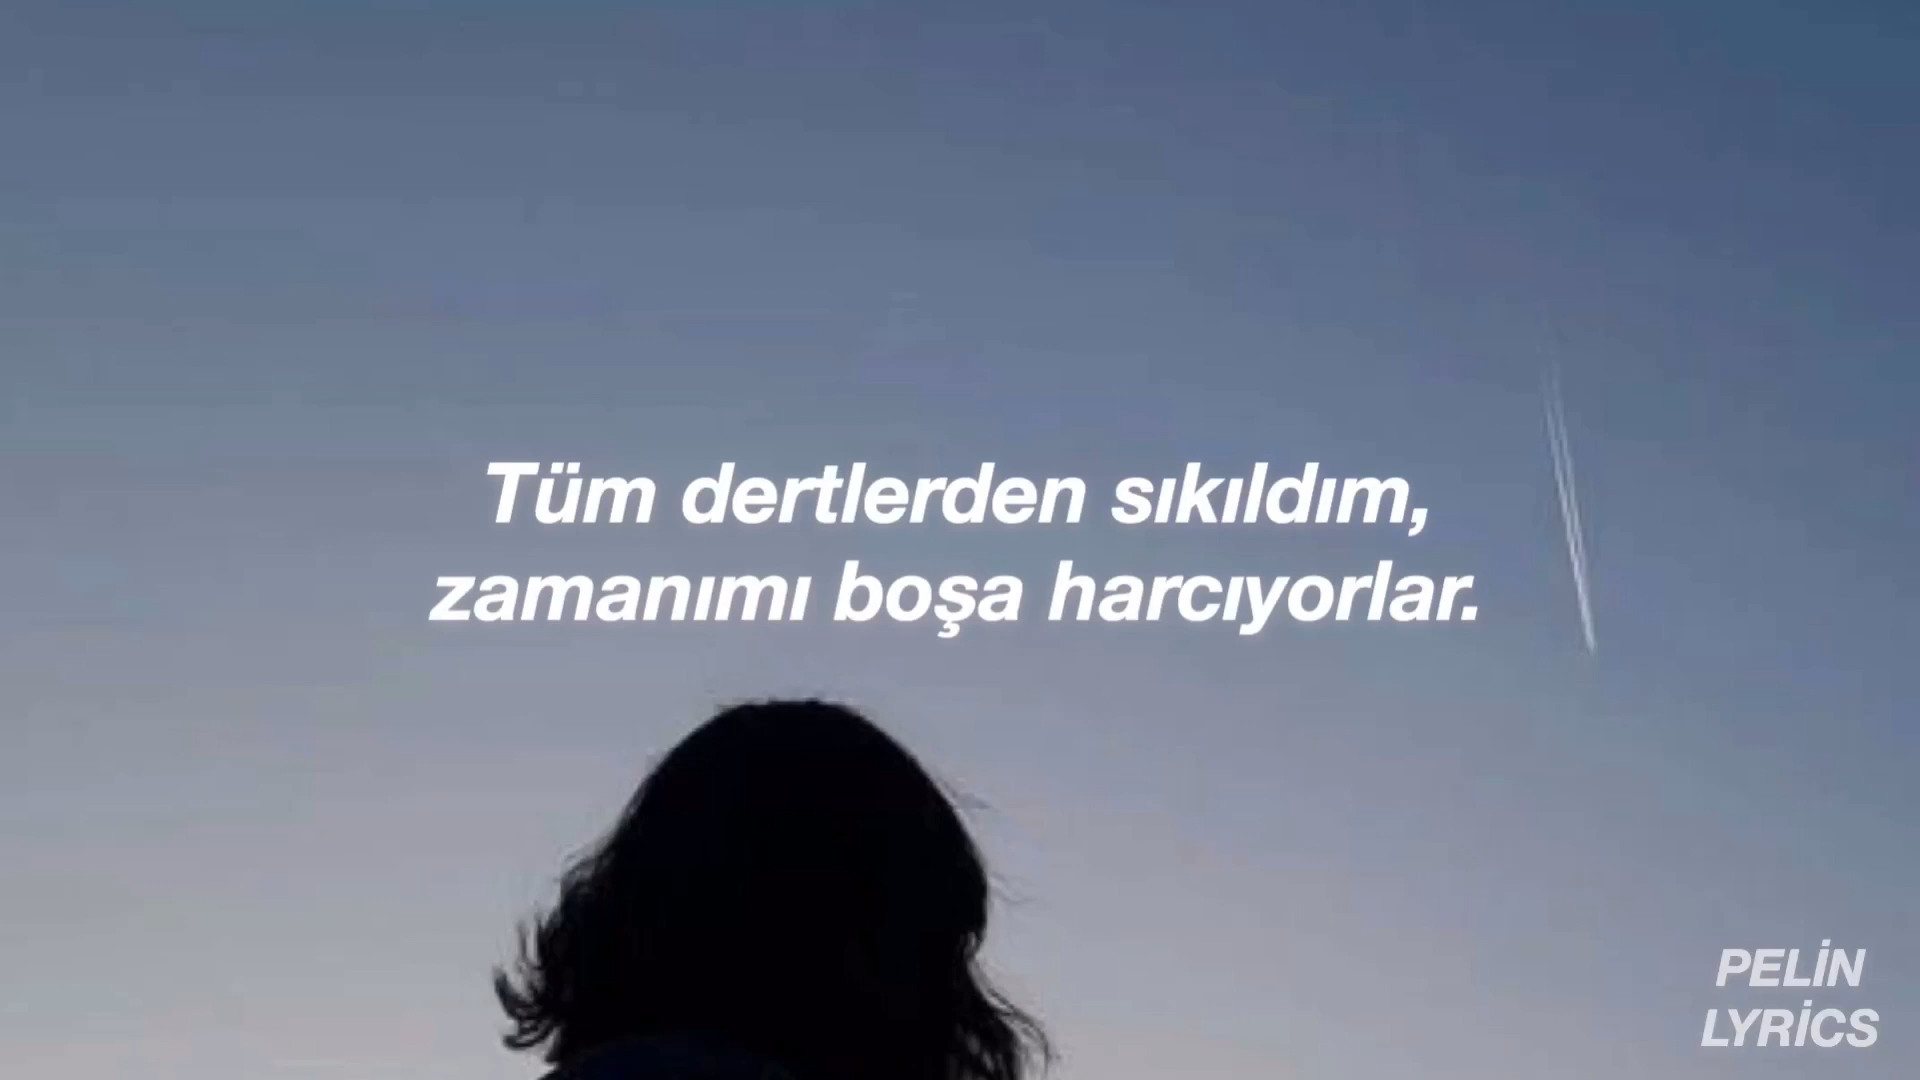 Tüm dertlerden sıkıldım,
zamanımı boşa harcıyorlar.
PELİN
LYRİCS